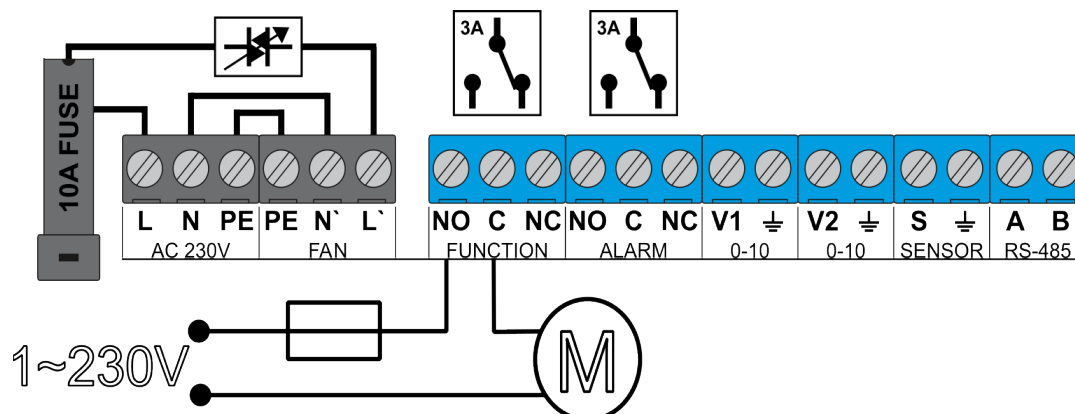 3A 3A
10A FUSE
L N PE PE N` L` NO C NC NO C NC V1 V2 S A B
AC 230V FAN FUNCTION ALARM 0-10 0-10 SENSOR RS-485
1~230V M